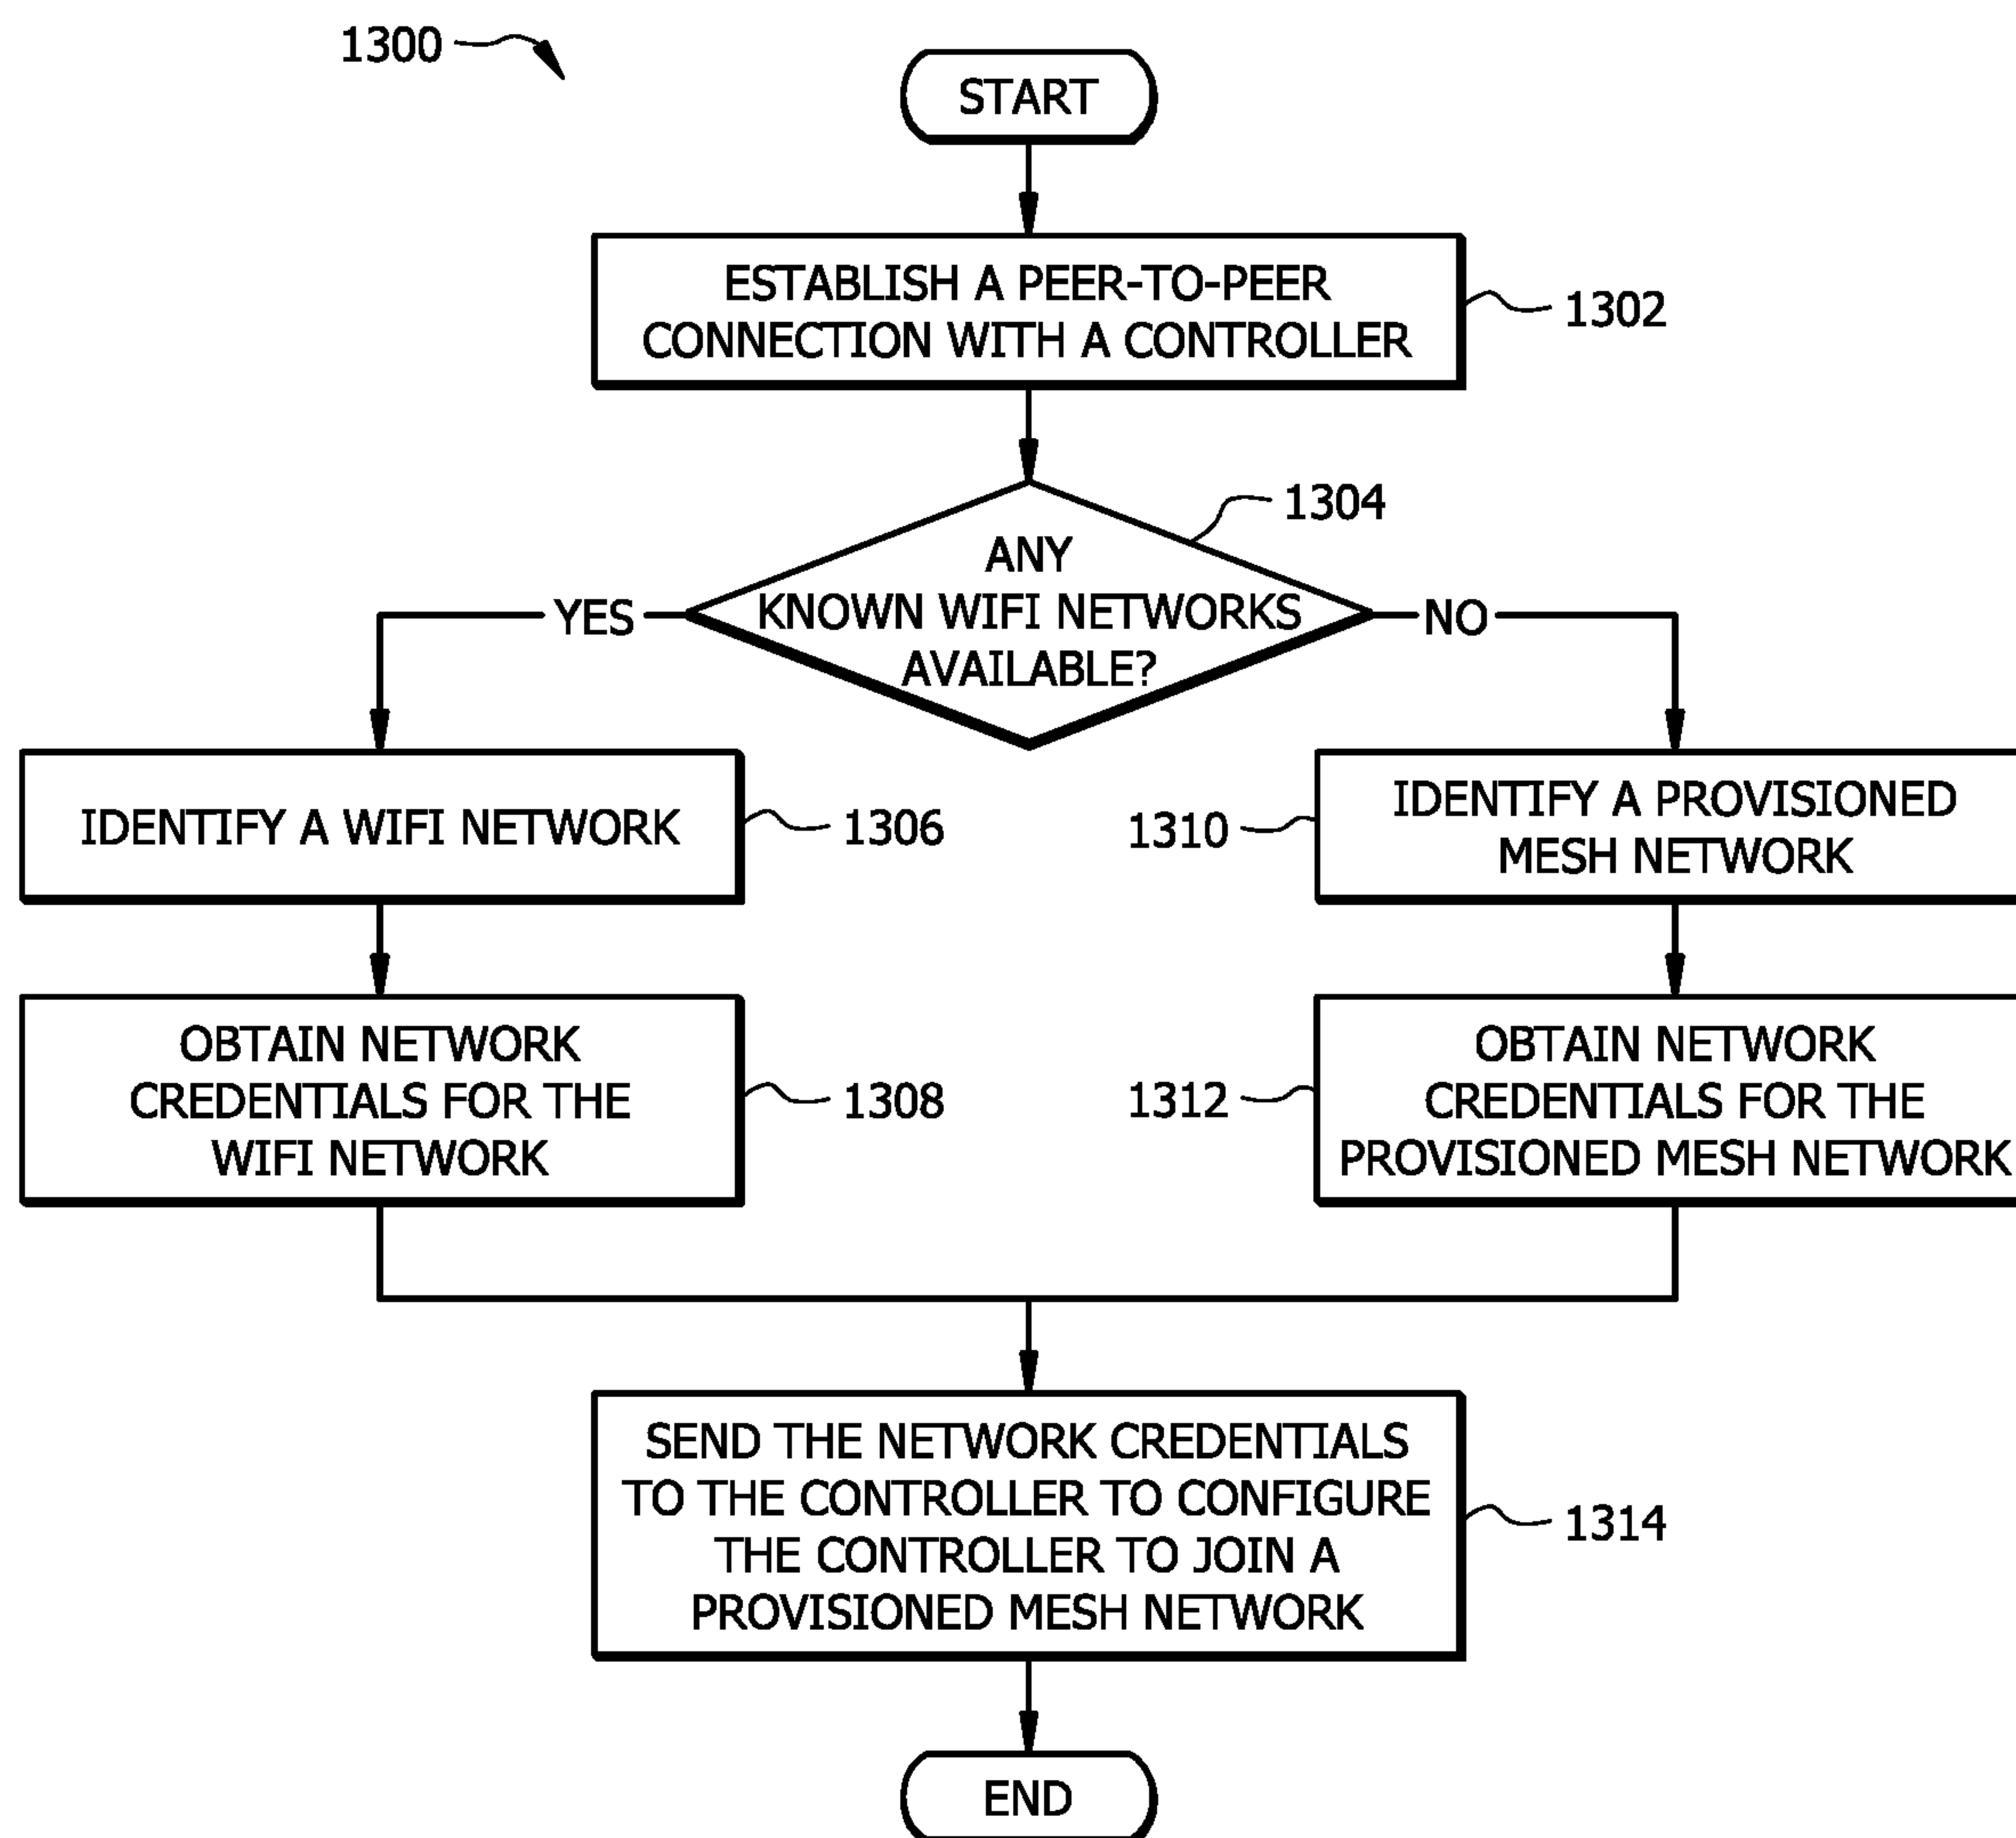 1300
START
ESTABLISH A PEER-TO-PEER
CONNECTION WITH A CONTROLLER
1302
1304
ANY
KNOWN WIFI NETWORKS
AVAILABLE?
YES
NO
IDENTIFY A WIFI NETWORK
1306
1310
IDENTIFY A PROVISIONED
MESH NETWORK
OBTAIN NETWORK
CREDENTIALS FOR THE
WIFI NETWORK
1308
1312
OBTAIN NETWORK
CREDENTIALS FOR THE
PROVISIONED MESH NETWORK
SEND THE NETWORK CREDENTIALS
TO THE CONTROLLER TO CONFIGURE
THE CONTROLLER TO JOIN A
PROVISIONED MESH NETWORK
1314
END